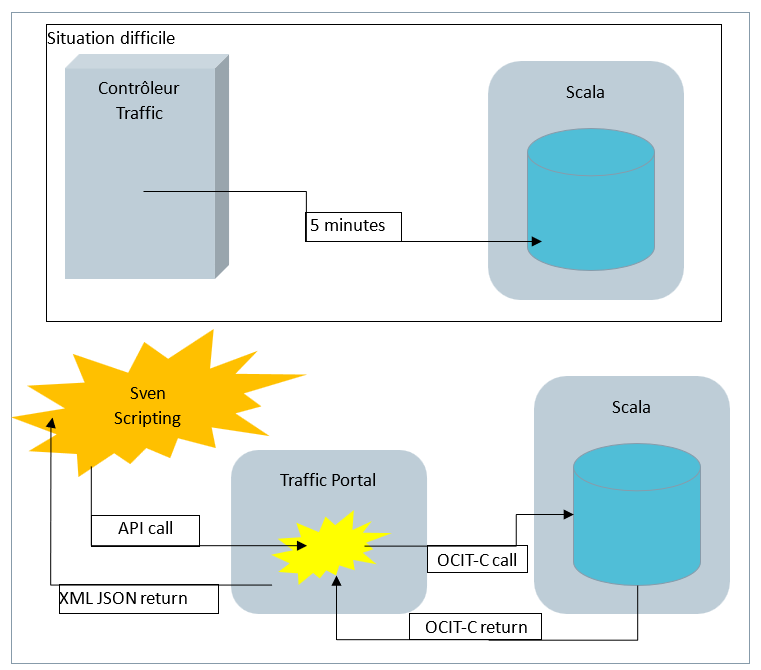 Situation difficile
Contrôleur
Traffic
Scala
5 minutes
Sven
Scripting
Scala
Traffic Portal
API call
OCIT-C call
XML JSON return
OCIT-C return